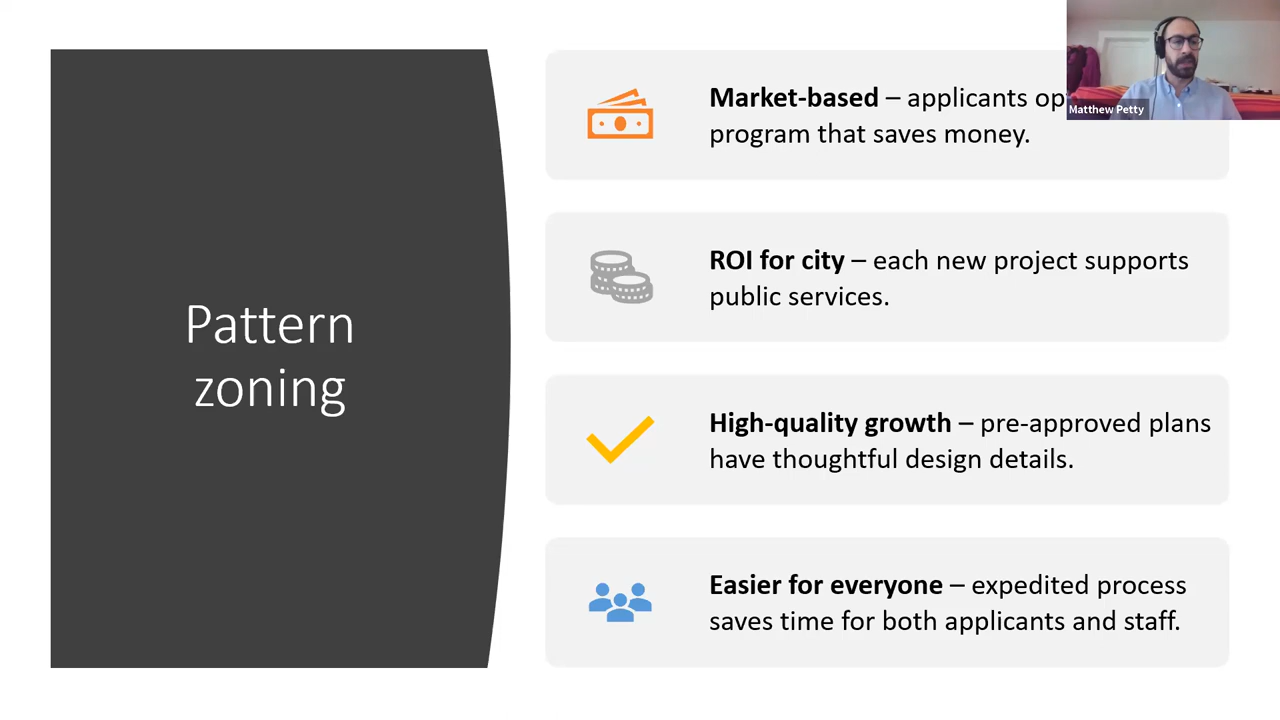 Pattern
zoning
Market-based – applicants
program that saves money.
ROI for city – each new project supports
public services.
High-quality growth – pre-approved plans
have thoughtful design details.
Easier for everyone – expedited process
saves time for both applicants and staff.
Matthew Petty